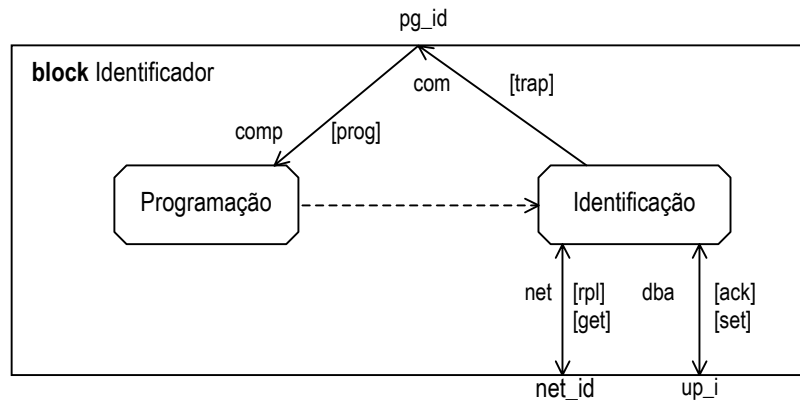 pg_id
block Identificador
com
[trap]
comp
[prog]
Programação
Identificação
net
[rpl]
[get]
dba
[ack]
[set]
net_id
up_i